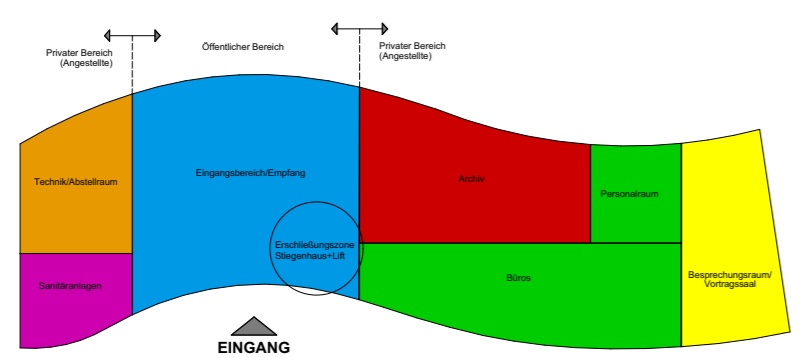 Öffentlicher Bereich
Privater Bereich
(Angestellte)
Privater Bereich
(Angestellte)
Technik/Abstellraum
Eingangsbereich/Empfang
Archiv
Personalraum
Erschließungszone
Stiegenhaus+Lift
Sanitäranlagen
Büros
Besprechungsraum/
Vortragssaal
EINGANG